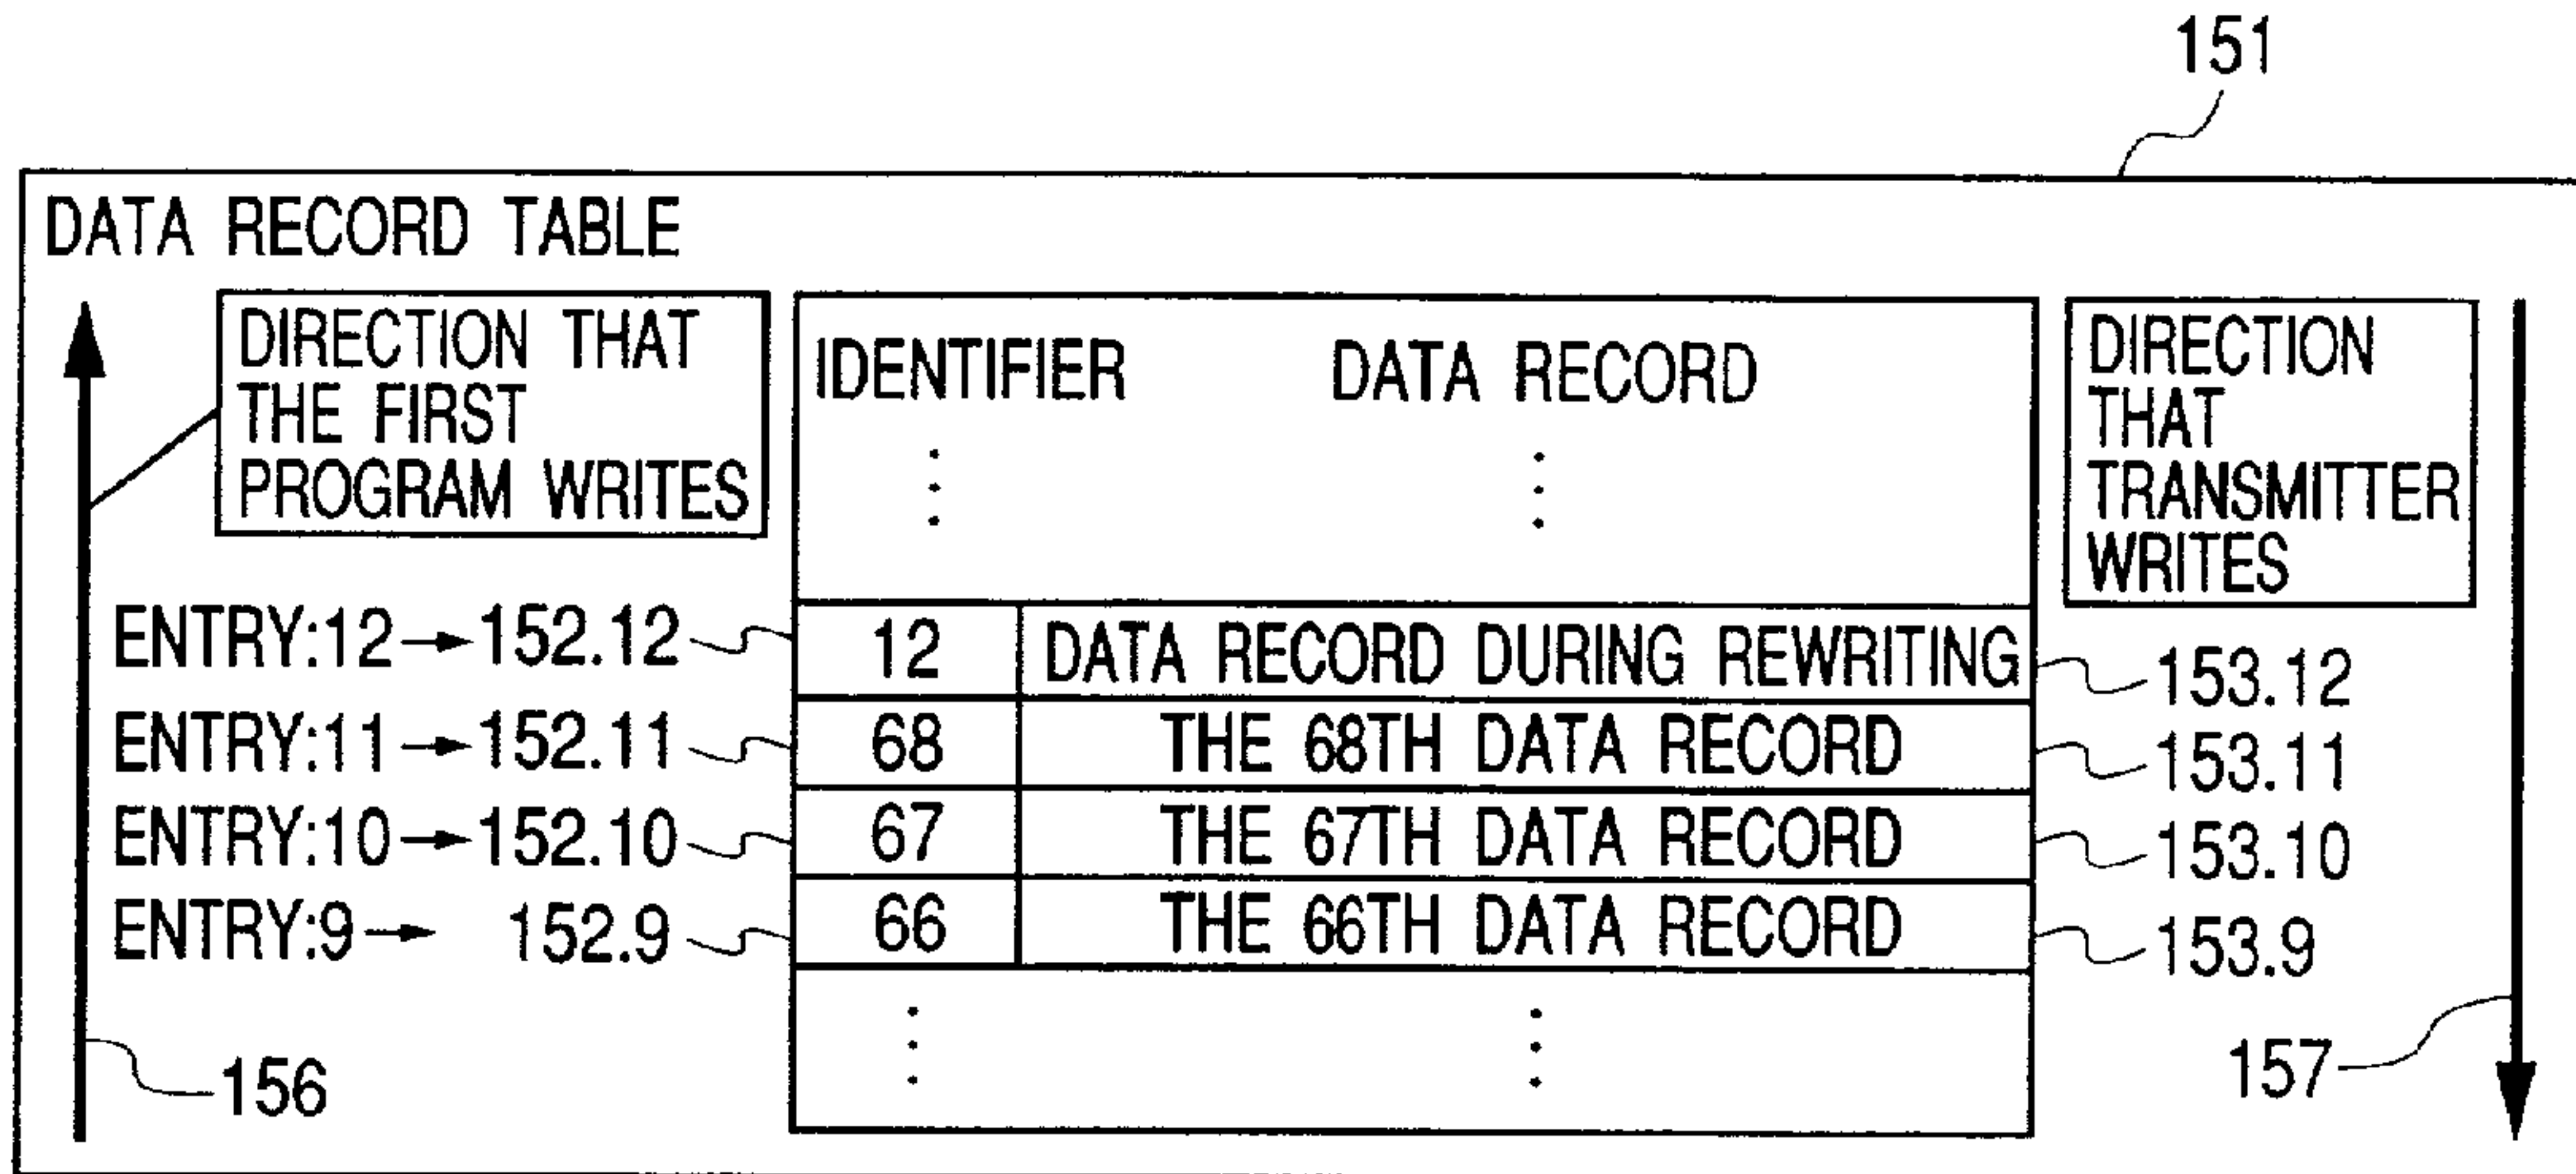 151
DATA RECORD TABLE
DIRECTION THAT
THE FIRST
PROGRAM WRITES
IDENTIFIER DATA RECORD
DIRECTION
THAT
TRANSMITTER
WRITES
ENTRY:12→152.12 12 DATA RECORD DURING REWRITING 153.12
ENTRY:11→152.11 68 THE 68TH DATA RECORD 153.11
ENTRY:10→152.10 67 THE 67TH DATA RECORD 153.10
ENTRY:9→ 152.9 66 THE 66TH DATA RECORD 153.9
156
157